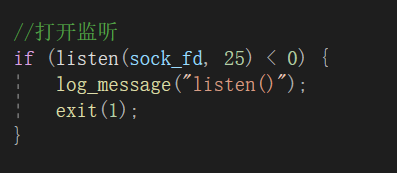 //打开监听
if (listen(sock_fd, 25) < 0) {
    log_message("listen()");
    exit(1);
}